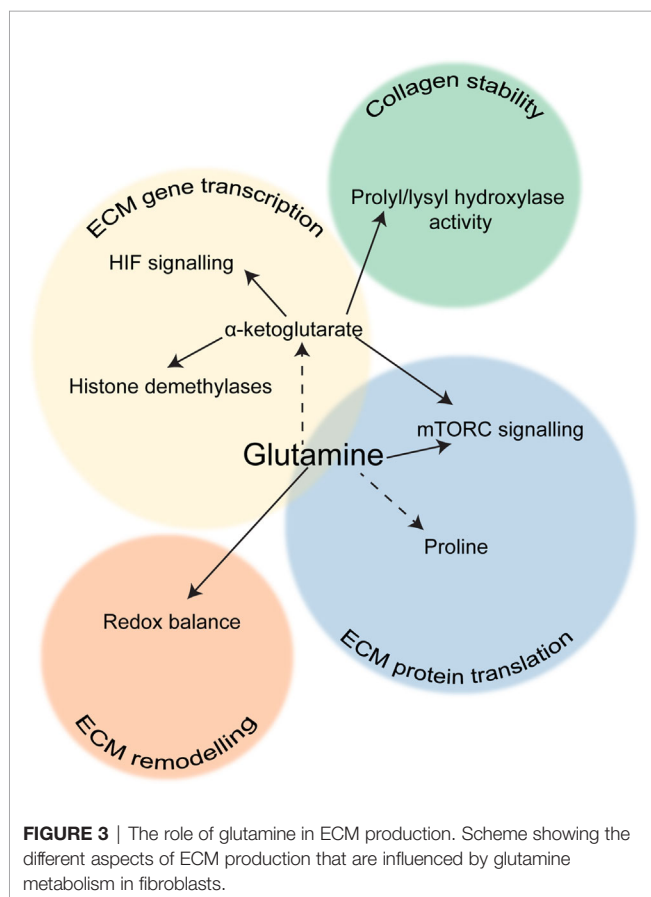 Collagen stability
Prolyl/lysyl hydroxylase
activity
ECM gene transcription
HIF signalling
α-ketoglutarate
Histone demethylases
mTORC signalling
Glutamine
Proline
Redox balance
ECM protein translation
ECM remodelling
FIGURE 3 | The role of glutamine in ECM production. Scheme showing the
different aspects of ECM production that are influenced by glutamine
metabolism in fibroblasts.